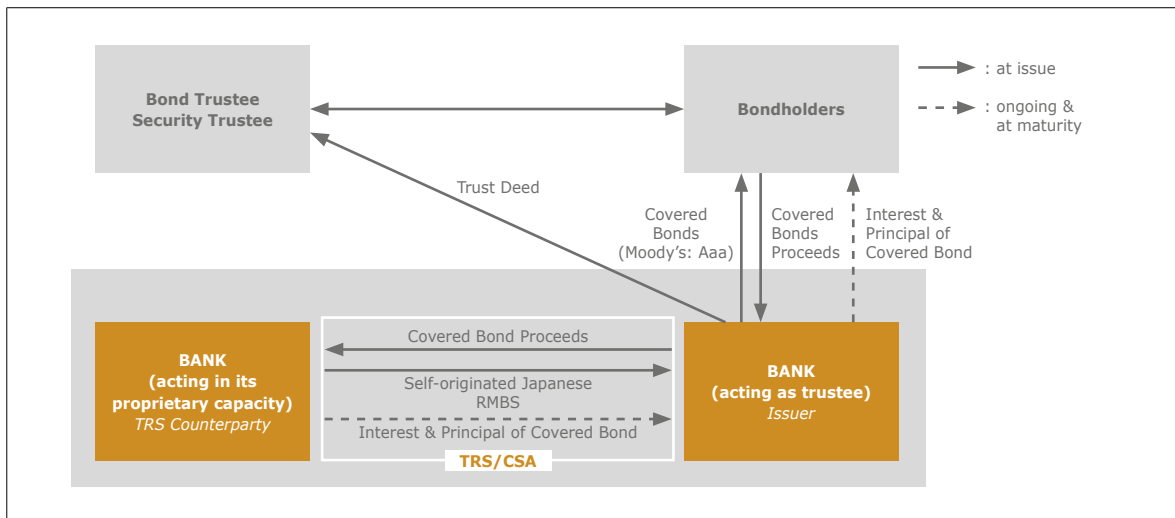 Bond Trustee
Security Trustee
Bondholders
: at issue
: ongoing &
at maturity
Trust Deed
Covered
Bonds
(Moody's: Aaa)
Covered
Bonds
Proceeds
Interest &
Principal of
Covered Bond
BANK
(acting in its
proprietary capacity)
TRS Counterparty
Covered Bond Proceeds
Self-originated Japanese
RMBS
Interest & Principal of Covered Bond
TRS/CSA
BANK
(acting as trustee)
Issuer